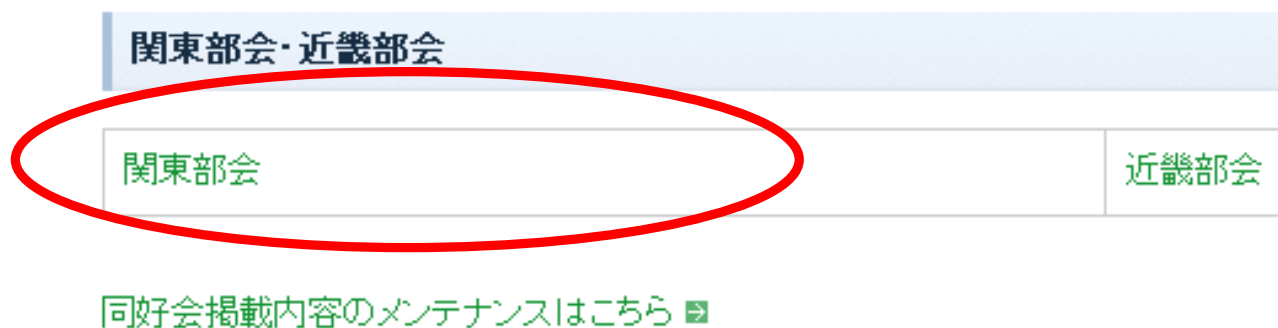 関東部会・近畿部会
関東部会 近畿部会
同好会掲載内容のメンテナンスはこちら